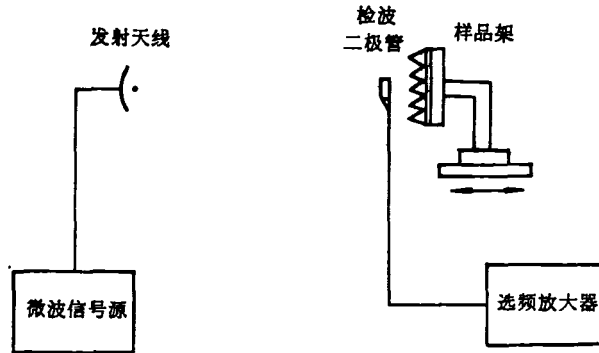 发射天线
检波
二极管
样品架
微波信号源
选频放大器